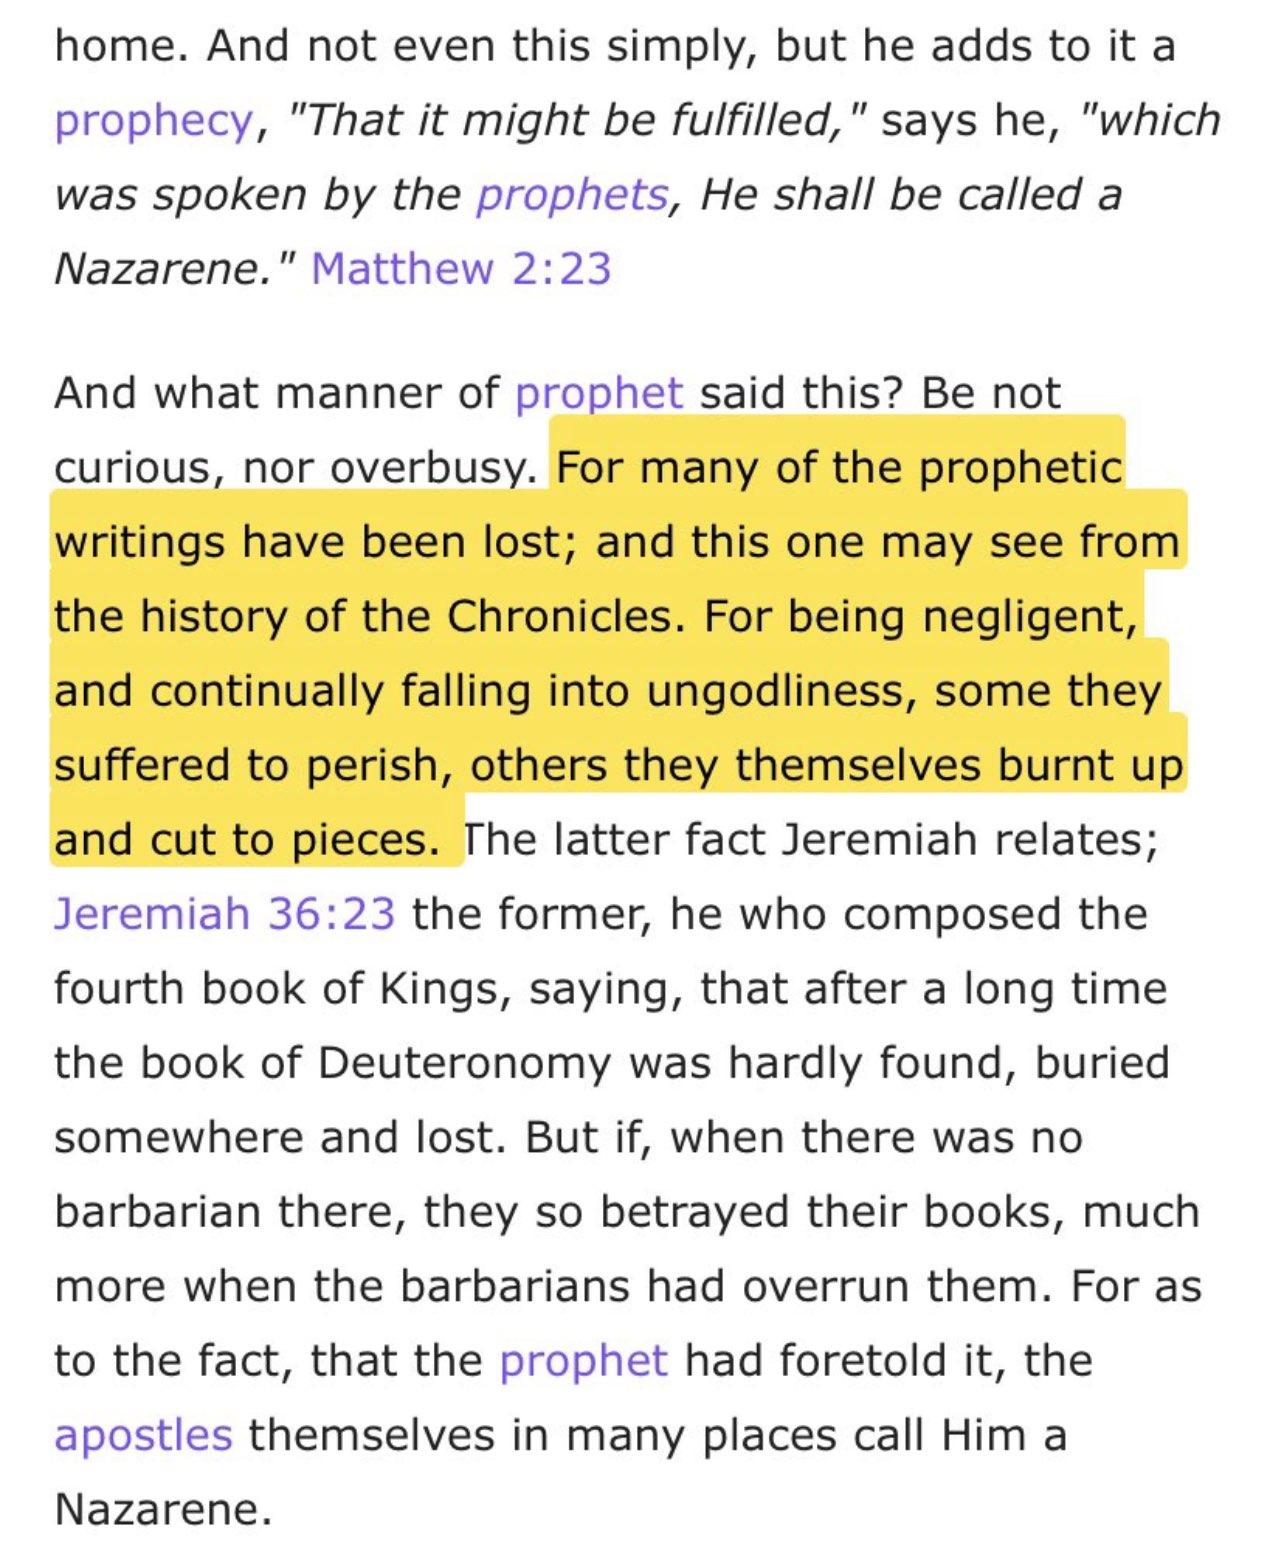 home. And not even this simply, but he adds to it a
prophecy, "That it might be fulfilled," says he, "which
was spoken by the prophets, He shall be called a
Nazarene." Matthew 2:23
And what manner of prophet said this? Be not
curious, nor overbusy. For many of the prophetic
writings have been lost; and this one may see from
the history of the Chronicles. For being negligent,
and continually falling into ungodliness, some they
suffered to perish, others they themselves burnt up
and cut to pieces. The latter fact Jeremiah relates;
Jeremiah 36:23 the former, he who composed the
fourth book of Kings, saying, that after a long time
the book of Deuteronomy was hardly found, buried
somewhere and lost. But if, when there was no
barbarian there, they so betrayed their books, much
more when the barbarians had overrun them. For as
to the fact, that the prophet had foretold it, the
apostles themselves in many places call Him a
Nazarene.